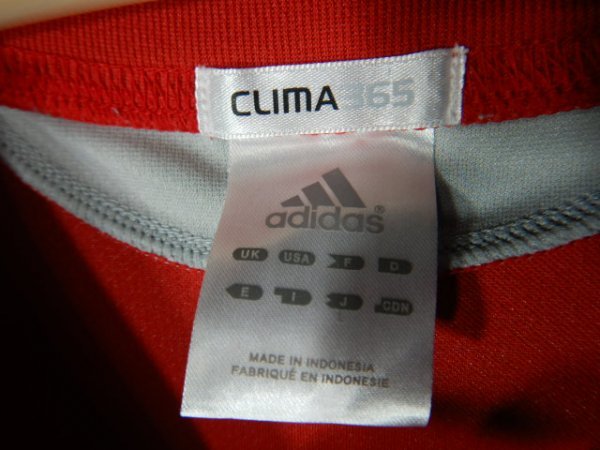 CLIMA365
adidas®
UK USA F D
E I J CDN
MADE IN INDONESIA
FABRIQUÉ EN INDONESIE